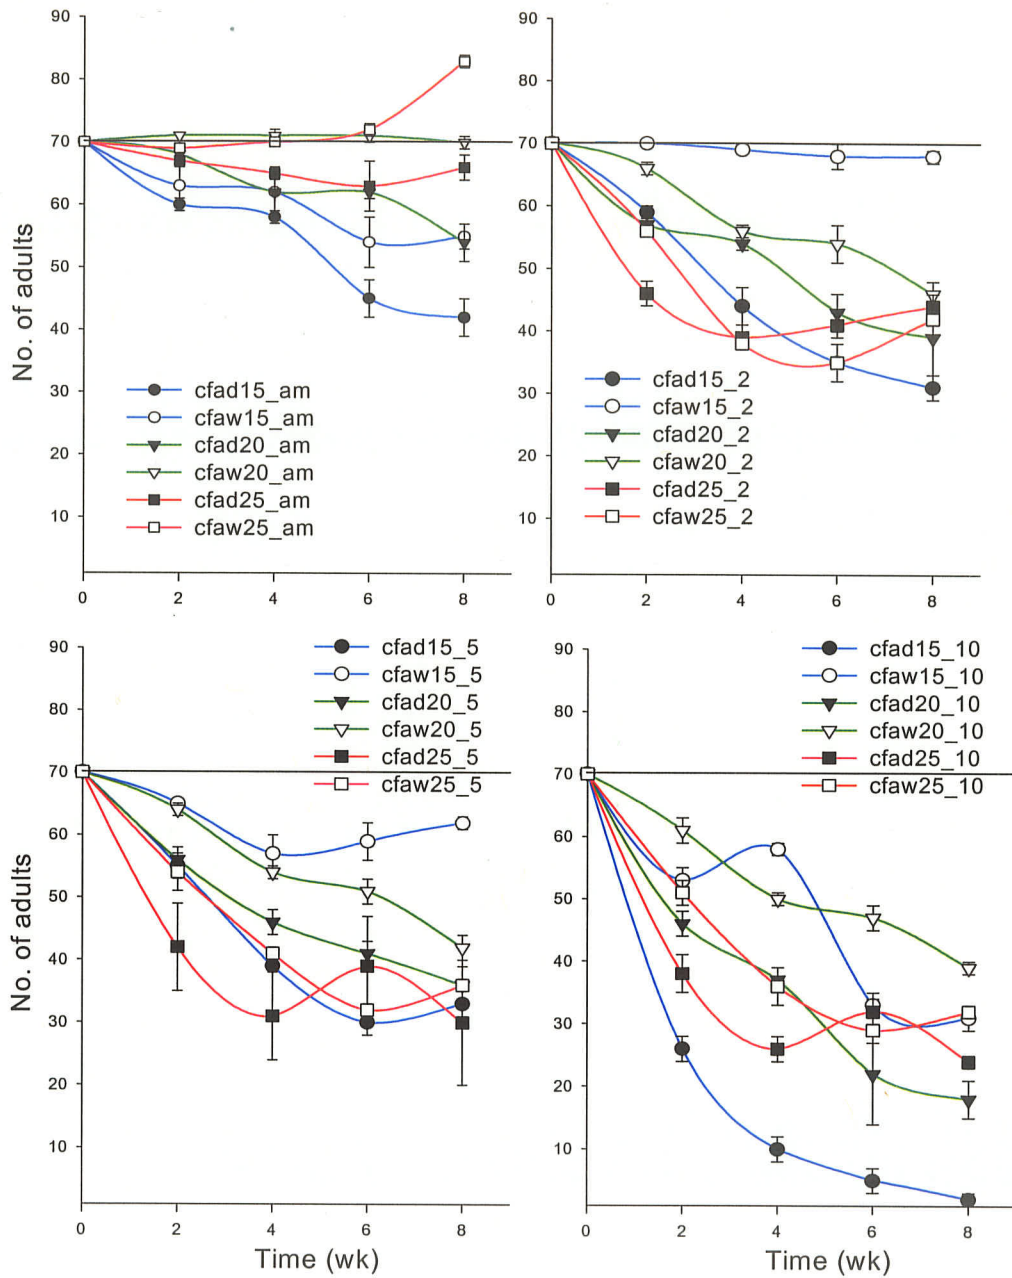 90
80
70
60
50
40
30
20
10
No. of adults
cfad15_am
cfaw15_am
cfad20_am
cfaw20_am
cfad25_am
cfaw25_am
0 2 4 6 8
90
80
70
60
50
40
30
20
10
cfad15_2
cfaw15_2
cfad20_2
cfaw20_2
cfad25_2
cfaw25_2
0 2 4 6 8
90
80
70
60
50
40
30
20
10
No. of adults
cfad15_5
cfaw15_5
cfad20_5
cfaw20_5
cfad25_5
cfaw25_5
0 2 4 6 8
Time (wk)
90
80
70
60
50
40
30
20
10
cfad15_10
cfaw15_10
cfad20_10
cfaw20_10
cfad25_10
cfaw25_10
0 2 4 6 8
Time (wk)